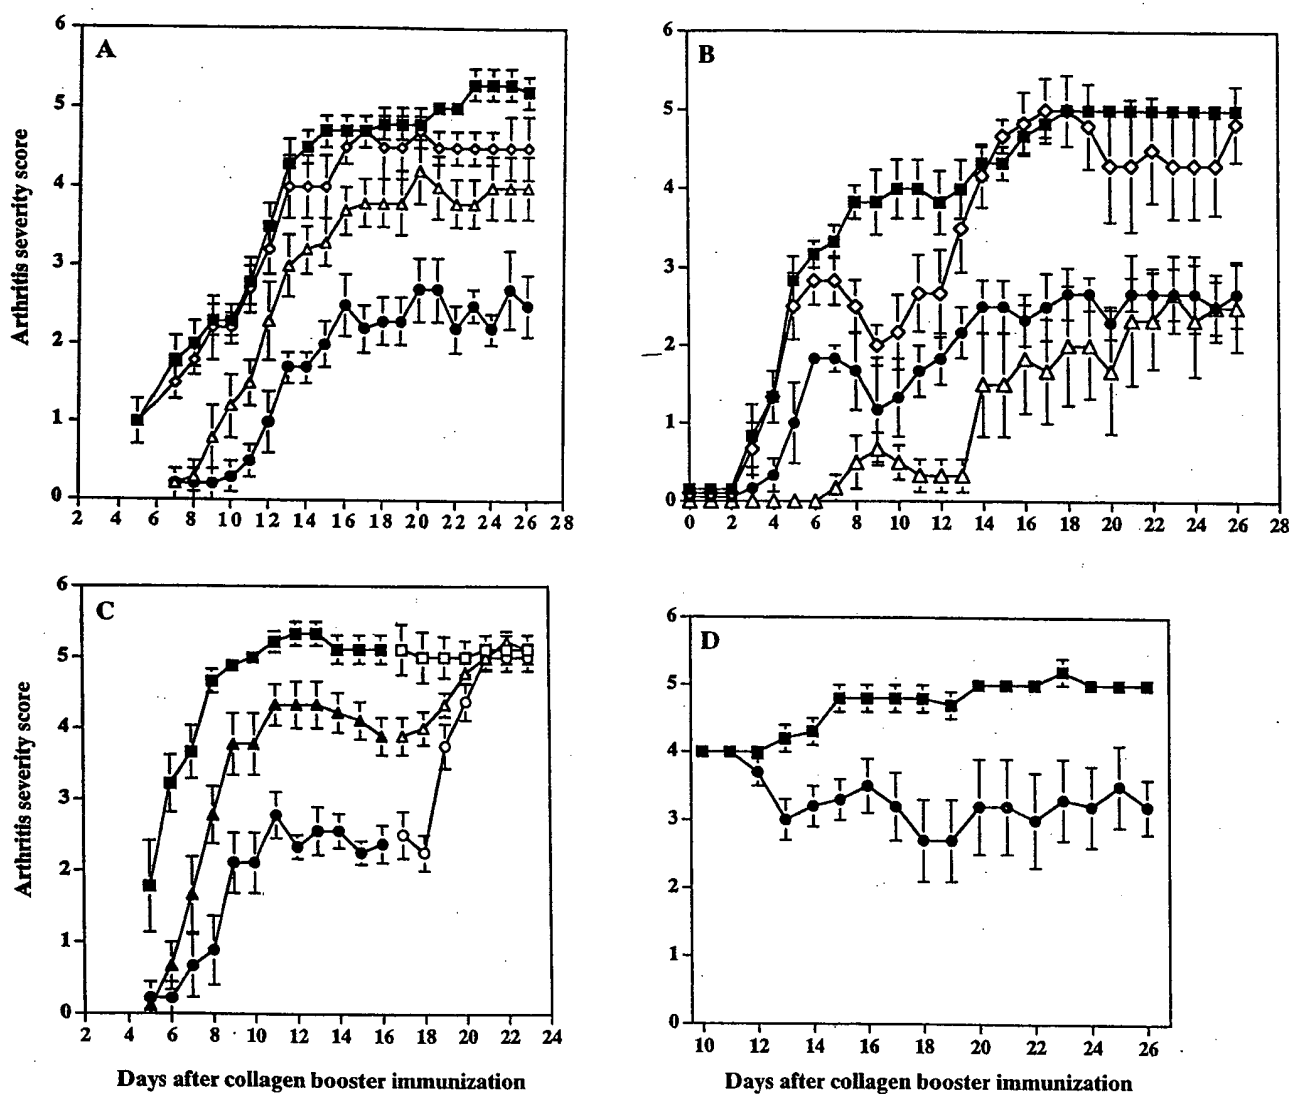 A
6
5
4
3
2
1
0
2 4 6 8 10 12 14 16 18 20 22 24 26 28
Arthritis severity score
B
6
5
4
3
2
1
0
0 2 4 6 8 10 12 14 16 18 20 22 24 26 28
C
6
5
4
3
2
1
0
2 4 6 8 10 12 14 16 18 20 22 24
Arthritis severity score
Days after collagen booster immunization
D
6
5
4
3
2
1
0
10 12 14 16 18 20 22 24 26
Days after collagen booster immunization